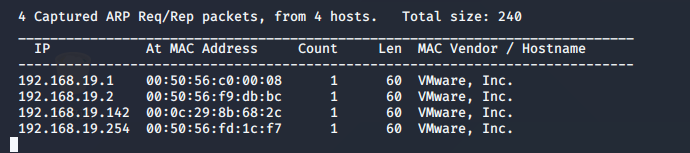 4 Captured ARP Req/Rep packets, from 4 hosts.   Total size: 240
_____________________________________________________________________________
  IP            At MAC Address     Count     Len  MAC Vendor / Hostname
-----------------------------------------------------------------------------
192.168.19.1    00:50:56:c0:00:08      1      60  VMware, Inc.
192.168.19.2    00:50:56:f9:db:bc      1      60  VMware, Inc.
192.168.19.142  00:0c:29:8b:68:2c      1      60  VMware, Inc.
192.168.19.254  00:50:56:fd:1c:f7      1      60  VMware, Inc.